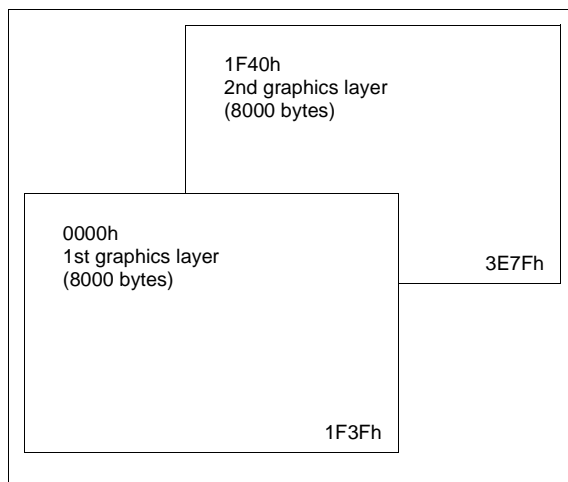 1F40h
2nd graphics layer
(8000 bytes)
3E7Fh
0000h
1st graphics layer
(8000 bytes)
1F3Fh